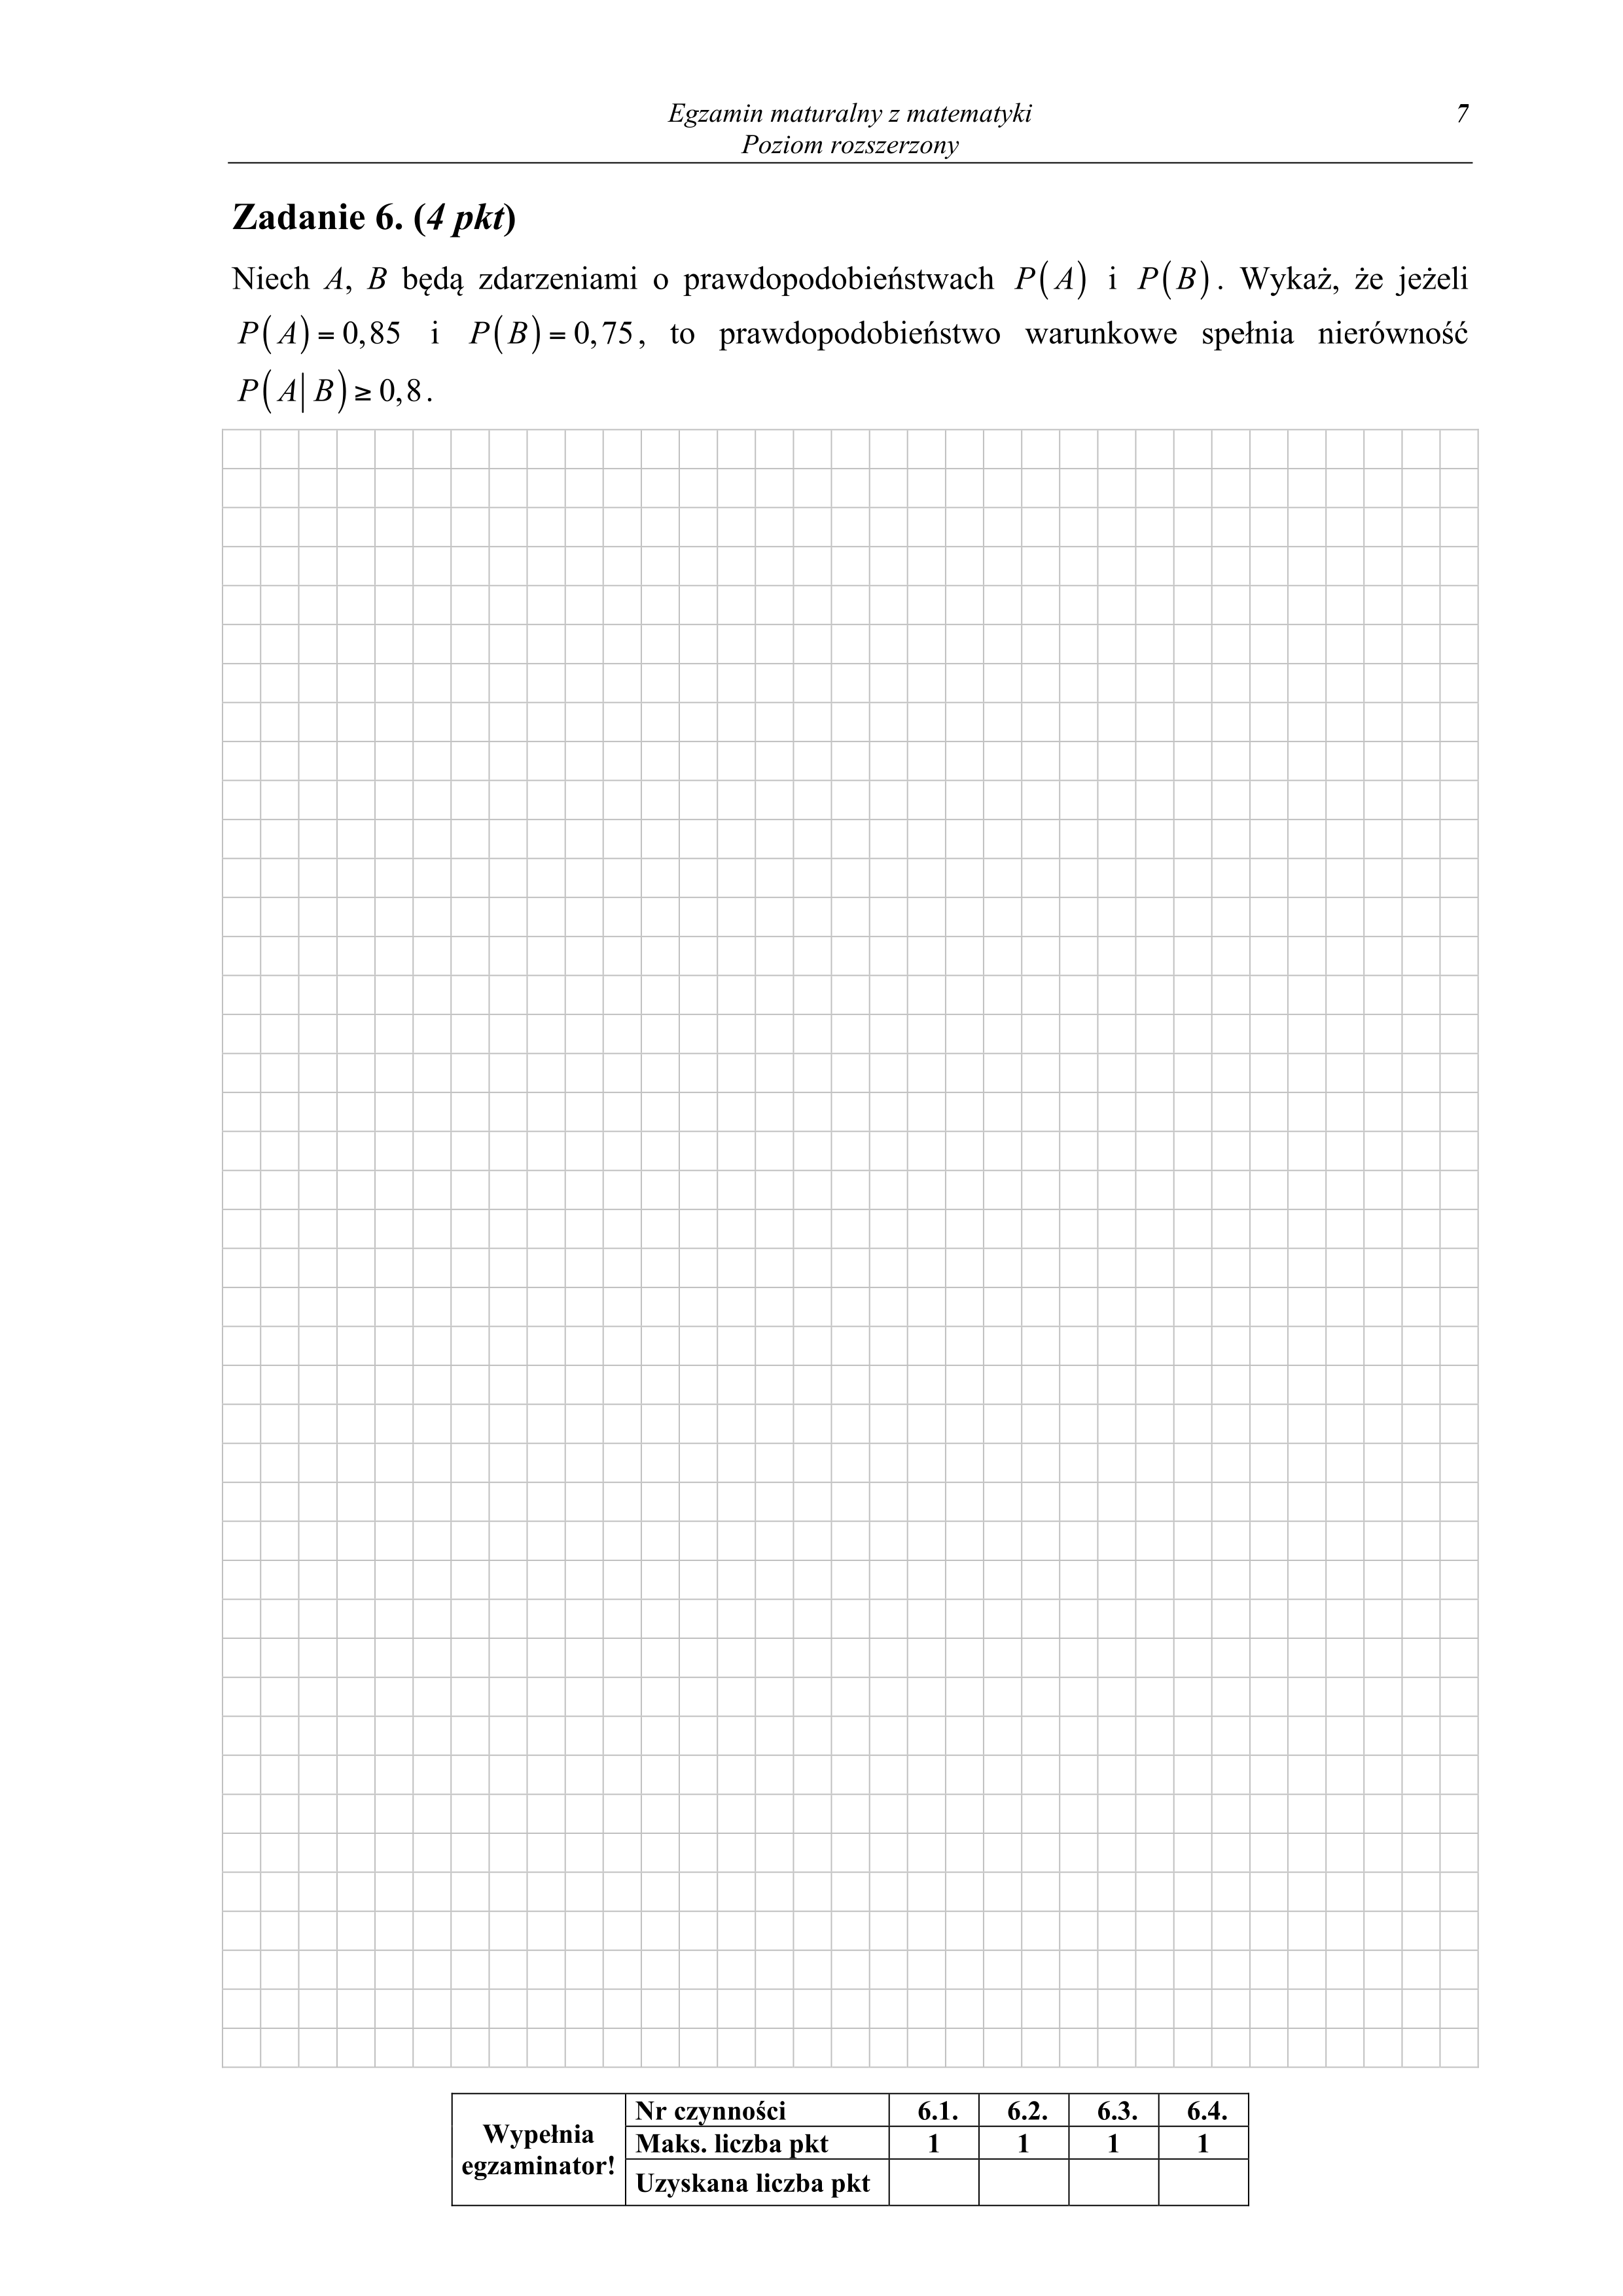 Egzamin maturalny z matematyki
Poziom rozszerzony
7
Zadanie 6. (4 pkt)
Niech A, B będą zdarzeniami o prawdopodobieństwach P(A) i P(B). Wykaż, że jeżeli
P(A) = 0,85 i P(B) = 0,75, to prawdopodobieństwo warunkowe spełnia nierówność
P(A|B) ≥ 0,8.
Wypełnia
egzaminator!
Nr czynności 6.1. 6.2. 6.3. 6.4.
Maks. liczba pkt 1 1 1 1
Uzyskana liczba pkt